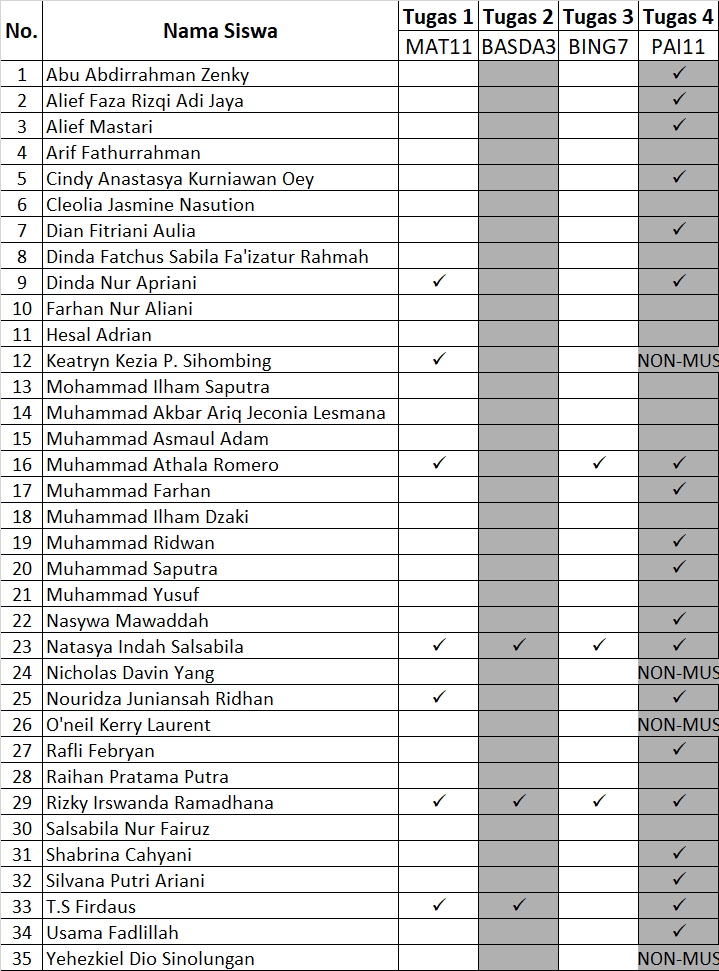 No. Nama Siswa Tugas 1 Tugas 2 Tugas 3 Tugas 4
MAT11 BASDA3 BING7 PAI11
1 Abu Abdirrahman Zenky ✓
2 Alief Faza Rizqi Adi Jaya ✓
3 Alief Mastari ✓
4 Arif Fathurrahman
5 Cindy Anastasya Kurniawan Oey ✓
6 Cleolia Jasmine Nasution
7 Dian Fitriani Aulia ✓
8 Dinda Fatchus Sabila Fa'izatur Rahmah
9 Dinda Nur Apriani ✓ ✓
10 Farhan Nur Aliani
11 Hesal Adrian
12 Keatryn Kezia P. Sihombing ✓ NON-MUS
13 Mohammad Ilham Saputra
14 Muhammad Akbar Ariq Jeconia Lesmana
15 Muhammad Asmaul Adam
16 Muhammad Athala Romero ✓ ✓ ✓
17 Muhammad Farhan ✓
18 Muhammad Ilham Dzaki
19 Muhammad Ridwan ✓
20 Muhammad Saputra ✓
21 Muhammad Yusuf
22 Nasywa Mawaddah ✓
23 Natasya Indah Salsabila ✓ ✓ ✓ ✓
24 Nicholas Davin Yang NON-MUS
25 Nouridza Juniansah Ridhan ✓ ✓
26 O'neil Kerry Laurent NON-MUS
27 Rafli Febryan ✓
28 Raihan Pratama Putra
29 Rizky Irswanda Ramadhana ✓ ✓ ✓ ✓
30 Salsabila Nur Fairuz
31 Shabrina Cahyani ✓
32 Silvana Putri Ariani ✓
33 T.S Firdaus ✓ ✓ ✓
34 Usama Fadlillah ✓
35 Yehezkiel Dio Sinolungan NON-MUS